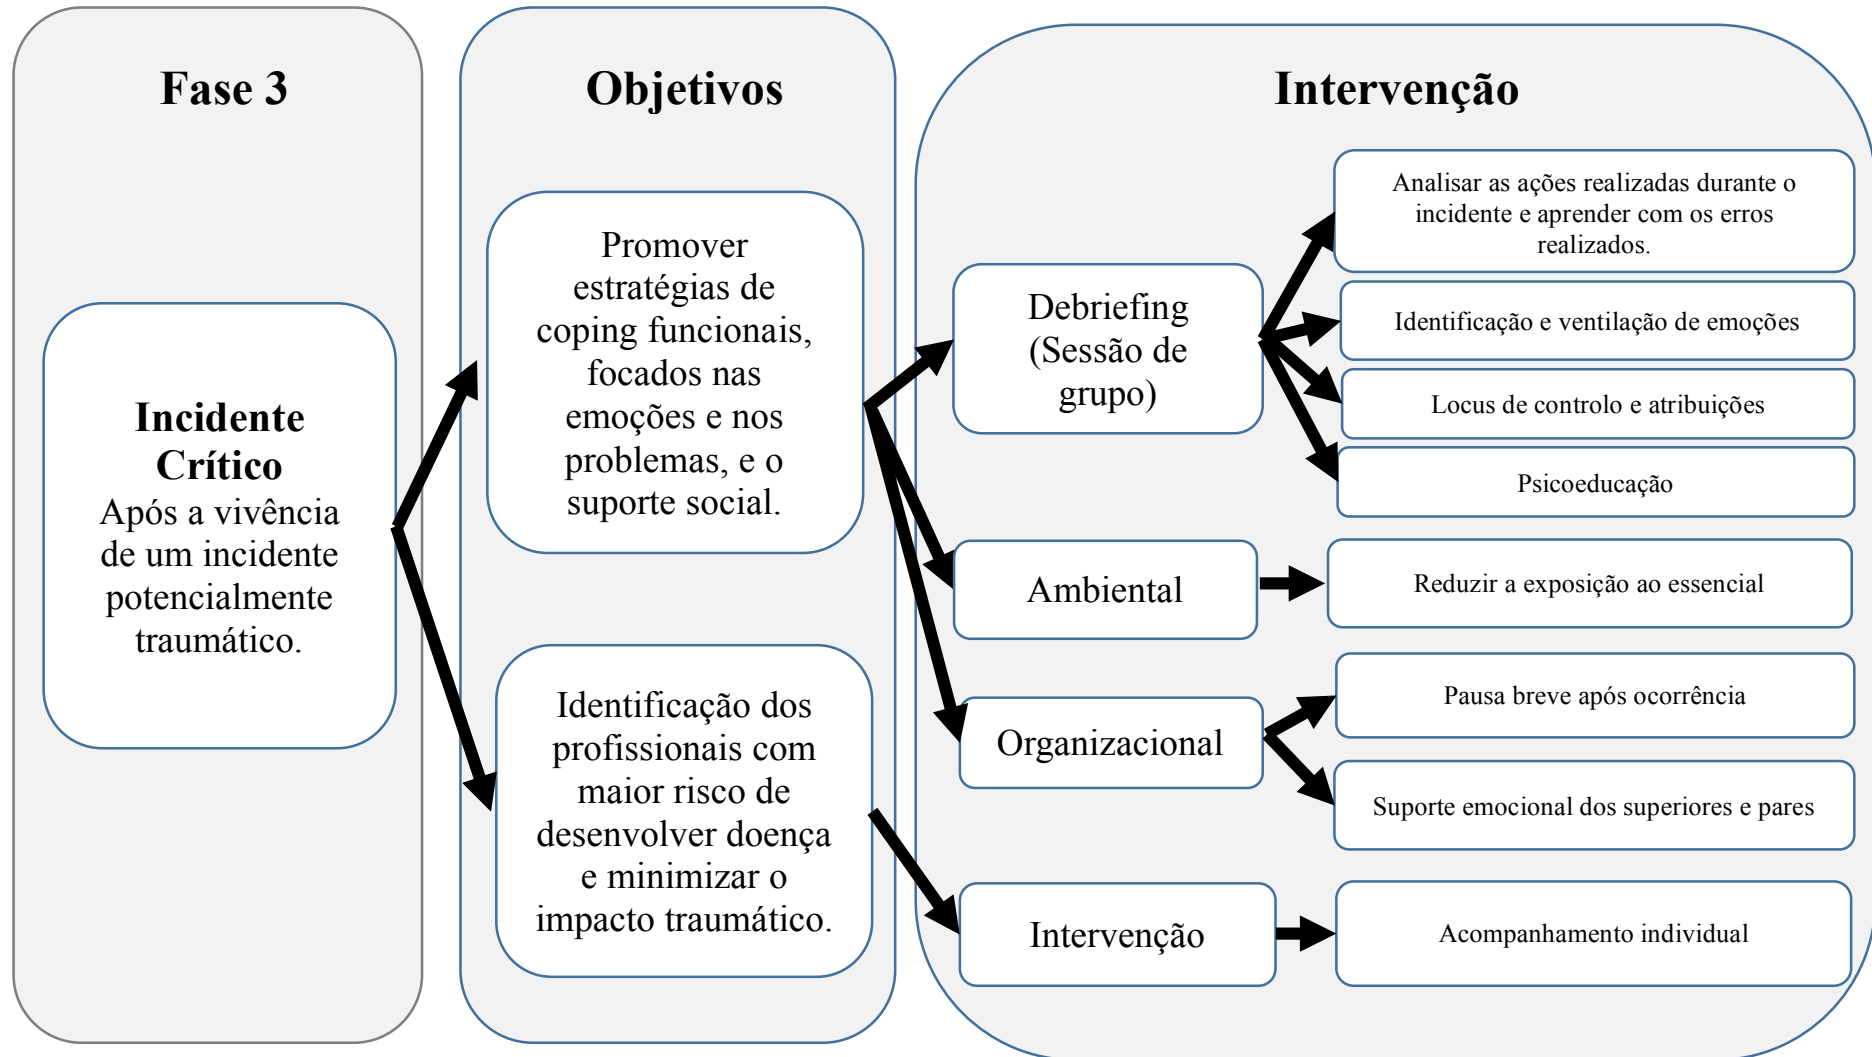 Fase 3
Incidente
Crítico
Após a vivência
de um incidente
potencialmente
traumático.
Objetivos
Promover
estratégias de
coping funcionais,
focados nas
emoções e nos
problemas, e o
suporte social.
Identificação dos
profissionais com
maior risco de
desenvolver doença
e minimizar o
impacto traumático.
Intervenção
Debriefing
(Sessão de
grupo)
Analisar as ações realizadas durante o
incidente e aprender com os erros
realizados.
Identificação e ventilação de emoções
Locus de controlo e atribuições
Psicoeducação
Ambiental
Reduzir a exposição ao essencial
Organizacional
Pausa breve após ocorrência
Suporte emocional dos superiores e pares
Intervenção
Acompanhamento individual